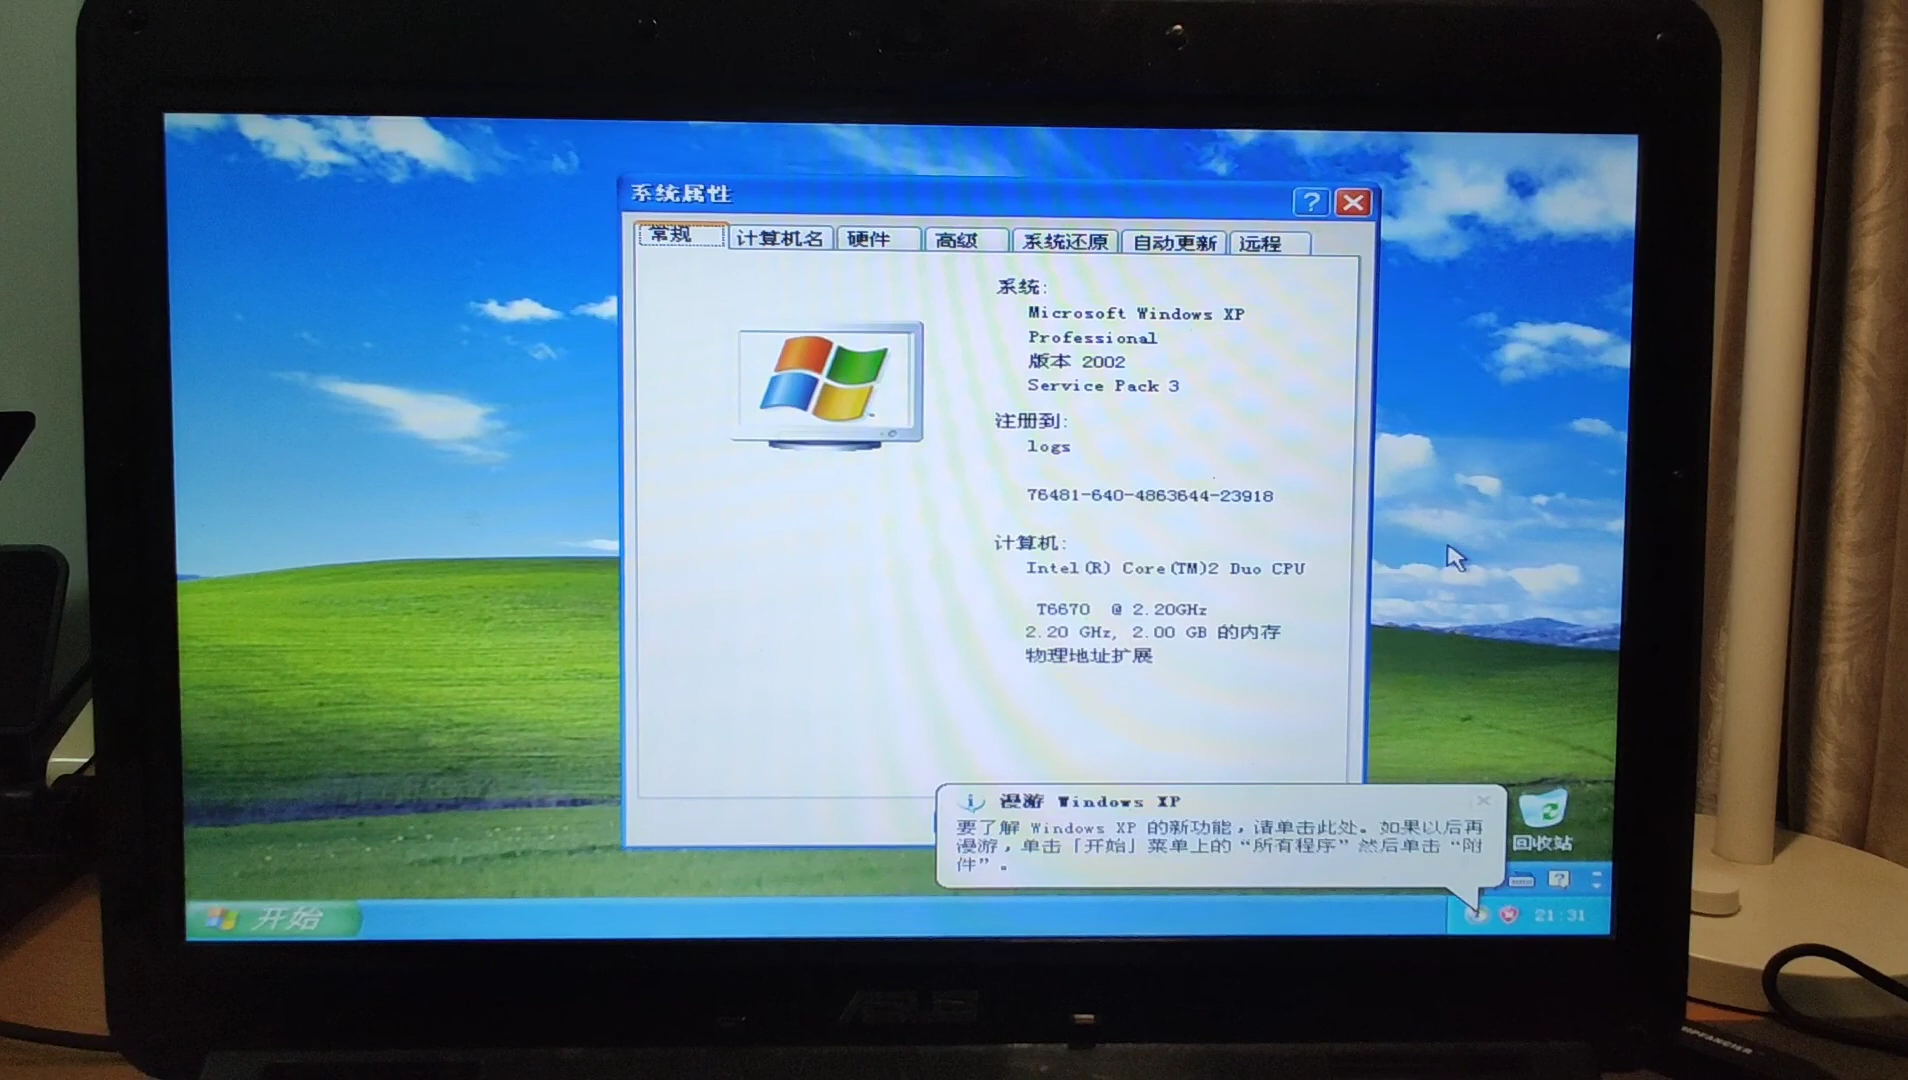 系统属性
常规 计算机名 硬件 高级 系统还原 自动更新 远程
系统:
Microsoft Windows XP
Professional
版本 2002
Service Pack 3
注册到:
logs
76481-640-4863644-23918
计算机:
Intel(R) Core(TM)2 Duo CPU
T6670 @ 2.20GHz
2.20 GHz, 2.00 GB 的内存
物理地址扩展
漫游 Windows XP
要了解 Windows XP 的新功能，请单击此处。如果以后再
漫游，单击「开始」菜单上的“所有程序”然后单击“附
件”。
回收站
开始
21:31